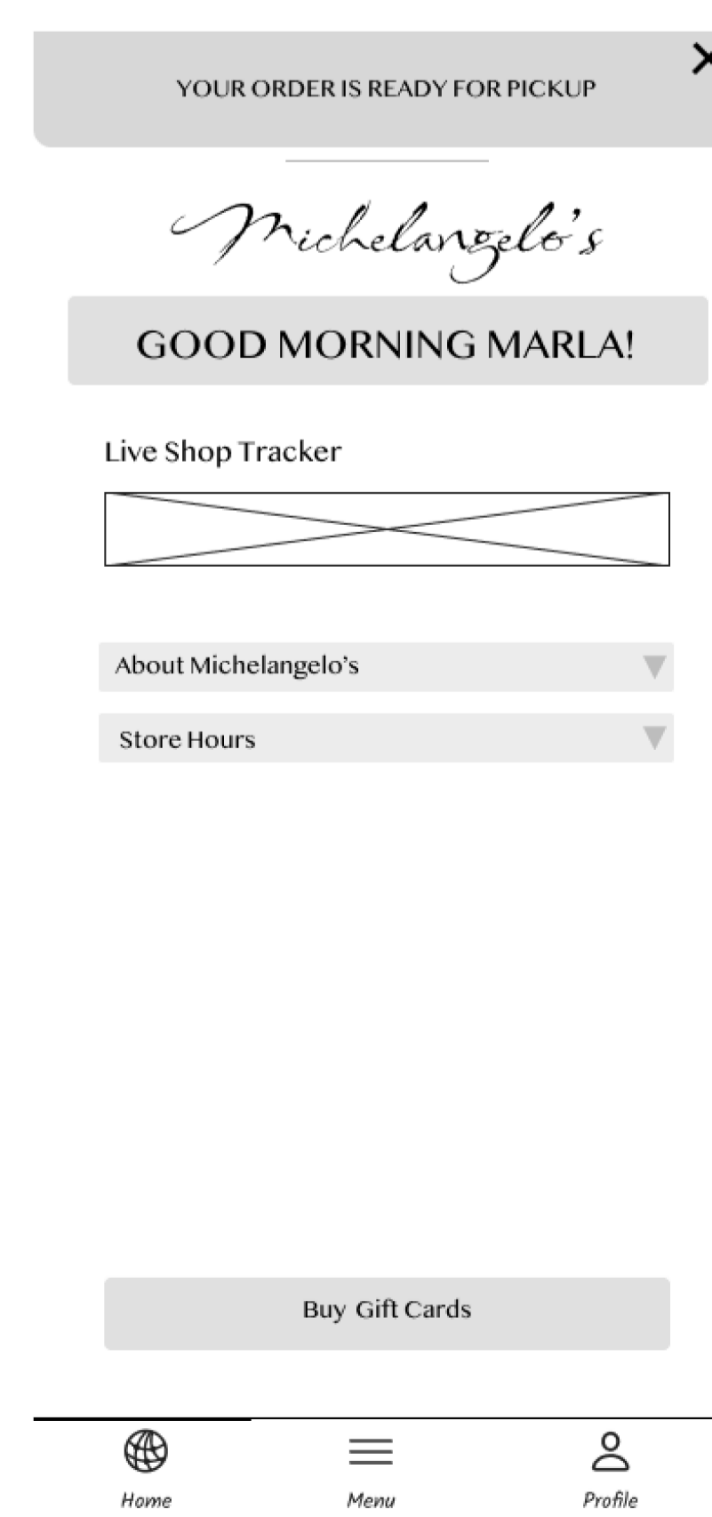 YOUR ORDER IS READY FOR PICKUP
Michelangelo's
GOOD MORNING MARLA!
Live Shop Tracker
About Michelangelo’s
Store Hours
Buy Gift Cards
Home Menu Profile